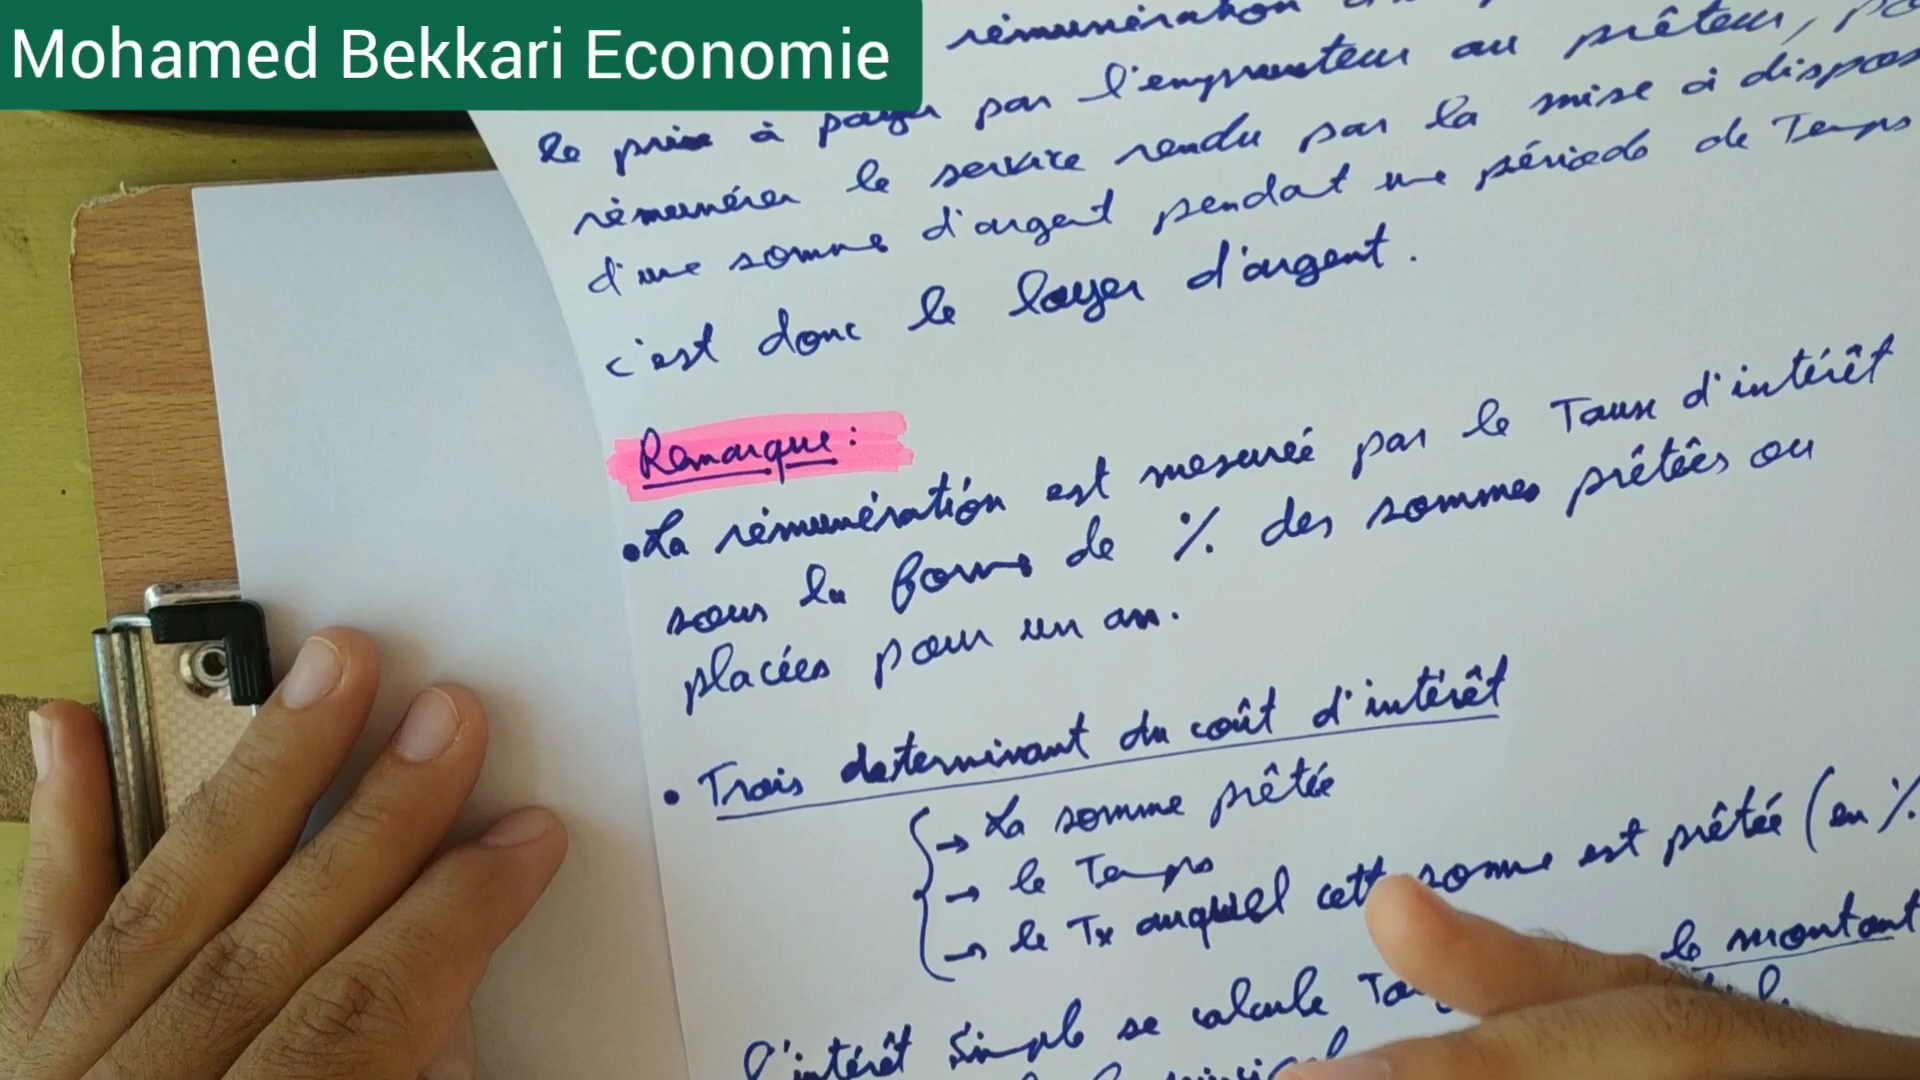 Mohamed Bekkari Economie
rémunération
le prix à payer par l'emprunteur au prêteur, po
rémunérer le service rendu par la mise à dispos
d'une somme d'argent pendat une période de Temps
c'est donc le loyer d'argent.
Remarque :
• La rémunération est mesurée par le Taux d'intérêt
sous la forme de % des sommes prêtées ou
placées pour un an.
• Trois determinant du coût d'intérêt
→ La somme prêtée
→ le Temps
→ le Tx auquel cett somme est prêtée (en %
l'intérêt Simple se calcule le montant